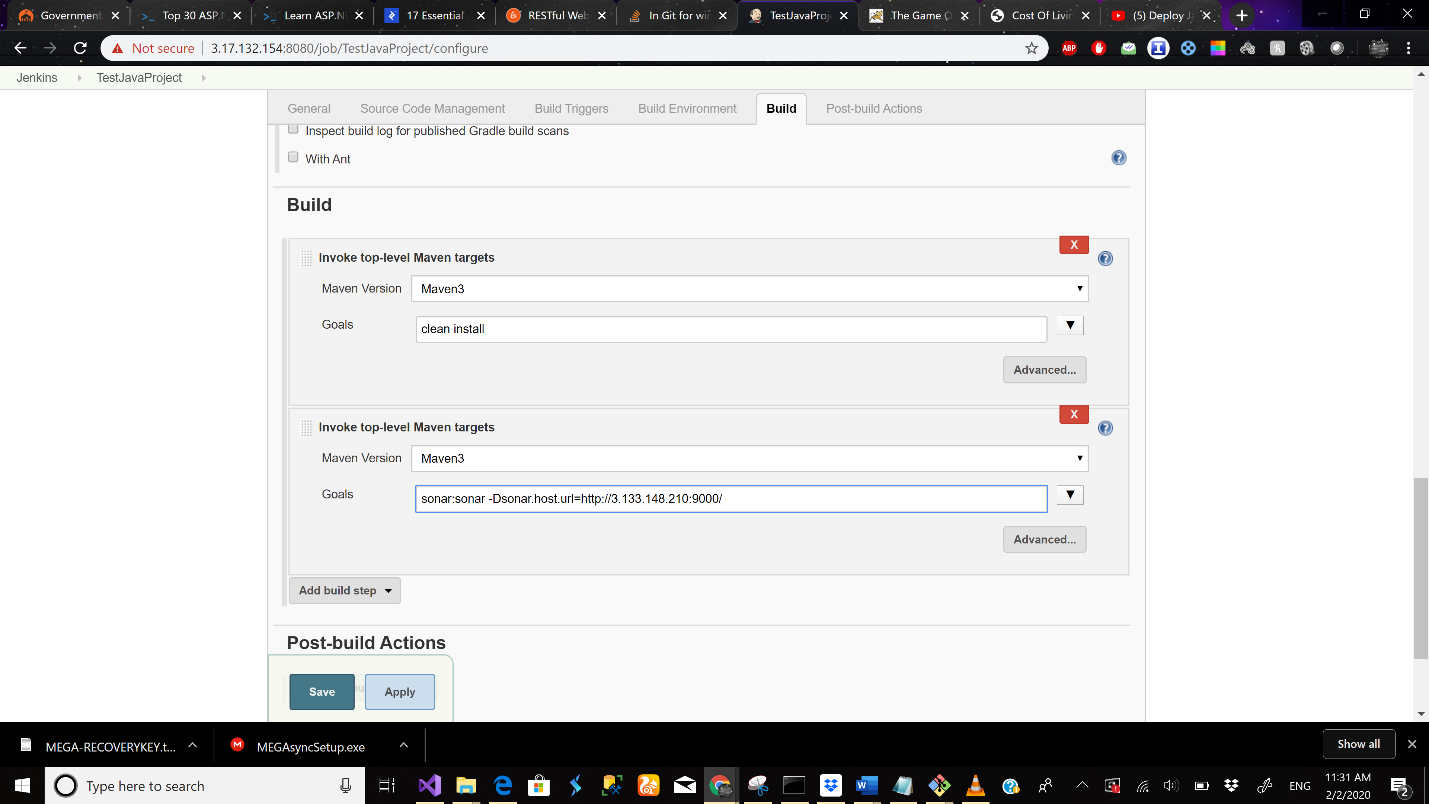 Government
Top 30 ASP.N
Learn ASP.N
17 Essential
RESTful Web
In Git for win
TestJavaProj
The Game O
Cost Of Livin
(5) Deploy Ja
Not secure
3.17.132.154:8080/job/TestJavaProject/configure
ABP
Jenkins
TestJavaProject
General
Source Code Management
Build Triggers
Build Environment
Build
Post-build Actions
Inspect build log for published Gradle build scans
With Ant
Build
X
Invoke top-level Maven targets
Maven Version
Maven3
Goals
clean install
Advanced...
X
Invoke top-level Maven targets
Maven Version
Maven3
Goals
sonar:sonar -Dsonar.host.url=http://3.133.148.210:9000/
Advanced...
Add build step
Post-build Actions
Save
Apply
MEGA-RECOVERYKEY.t...
MEGAsyncSetup.exe
Show all
Type here to search
ENG
11:31 AM
2/2/2020
2